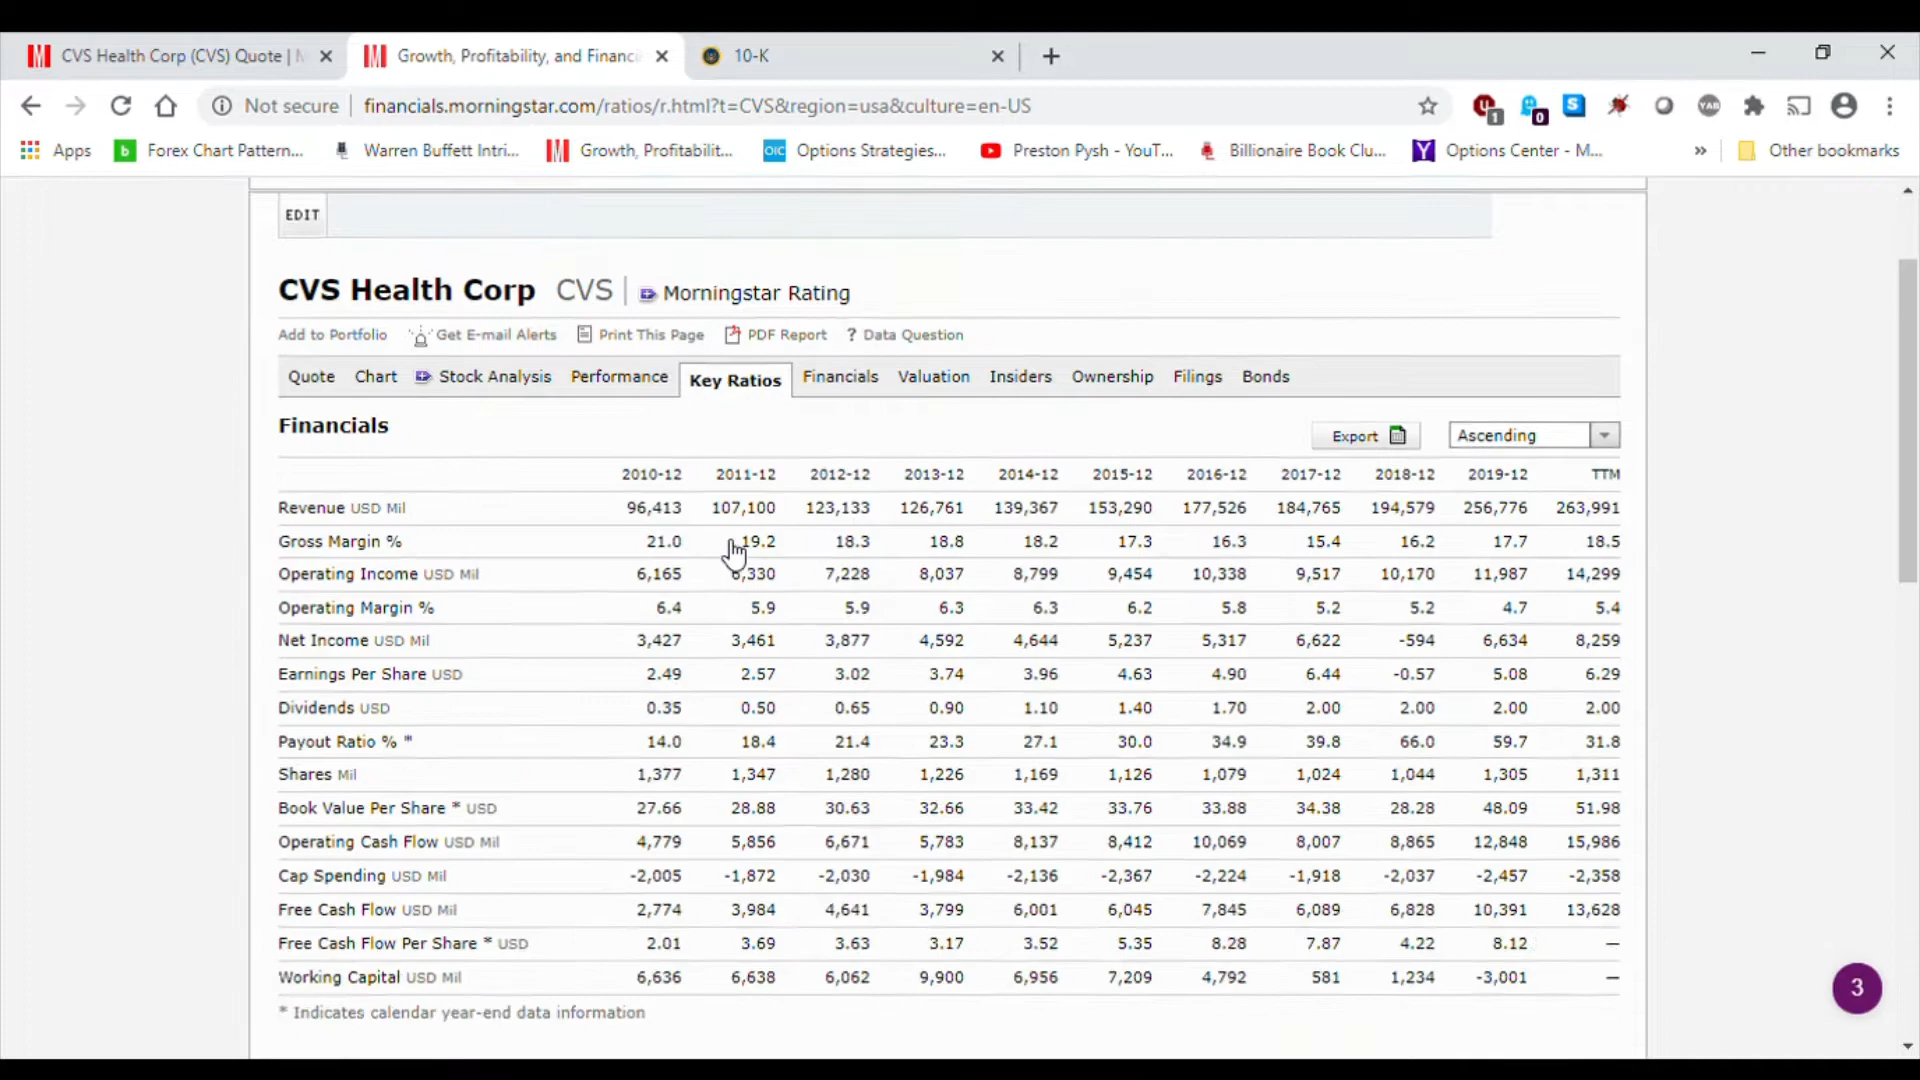 CVS Health Corp (CVS) Quote | M
Growth, Profitability, and Financi
10-K
Not secure financials.morningstar.com/ratios/r.html?t=CVS&region=usa&culture=en-US
1 0 S YAB
Apps b Forex Chart Pattern... Warren Buffett Intri... Growth, Profitabilit... OIC Options Strategies... Preston Pysh - YouT... Billionaire Book Clu... Y Options Center - M... » Other bookmarks
EDIT
CVS Health Corp CVS Morningstar Rating
Add to Portfolio Get E-mail Alerts Print This Page PDF Report ? Data Question
Quote Chart Stock Analysis Performance Key Ratios Financials Valuation Insiders Ownership Filings Bonds
Financials
Export Ascending
2010-12 2011-12 2012-12 2013-12 2014-12 2015-12 2016-12 2017-12 2018-12 2019-12 TTM
Revenue USD Mil 96,413 107,100 123,133 126,761 139,367 153,290 177,526 184,765 194,579 256,776 263,991
Gross Margin % 21.0 19.2 18.3 18.8 18.2 17.3 16.3 15.4 16.2 17.7 18.5
Operating Income USD Mil 6,165 6,330 7,228 8,037 8,799 9,454 10,338 9,517 10,170 11,987 14,299
Operating Margin % 6.4 5.9 5.9 6.3 6.3 6.2 5.8 5.2 5.2 4.7 5.4
Net Income USD Mil 3,427 3,461 3,877 4,592 4,644 5,237 5,317 6,622 -594 6,634 8,259
Earnings Per Share USD 2.49 2.57 3.02 3.74 3.96 4.63 4.90 6.44 -0.57 5.08 6.29
Dividends USD 0.35 0.50 0.65 0.90 1.10 1.40 1.70 2.00 2.00 2.00 2.00
Payout Ratio % * 14.0 18.4 21.4 23.3 27.1 30.0 34.9 39.8 66.0 59.7 31.8
Shares Mil 1,377 1,347 1,280 1,226 1,169 1,126 1,079 1,024 1,044 1,305 1,311
Book Value Per Share * USD 27.66 28.88 30.63 32.66 33.42 33.76 33.88 34.38 28.28 48.09 51.98
Operating Cash Flow USD Mil 4,779 5,856 6,671 5,783 8,137 8,412 10,069 8,007 8,865 12,848 15,986
Cap Spending USD Mil -2,005 -1,872 -2,030 -1,984 -2,136 -2,367 -2,224 -1,918 -2,037 -2,457 -2,358
Free Cash Flow USD Mil 2,774 3,984 4,641 3,799 6,001 6,045 7,845 6,089 6,828 10,391 13,628
Free Cash Flow Per Share * USD 2.01 3.69 3.63 3.17 3.52 5.35 8.28 7.87 4.22 8.12 —
Working Capital USD Mil 6,636 6,638 6,062 9,900 6,956 7,209 4,792 581 1,234 -3,001 —
* Indicates calendar year-end data information
3